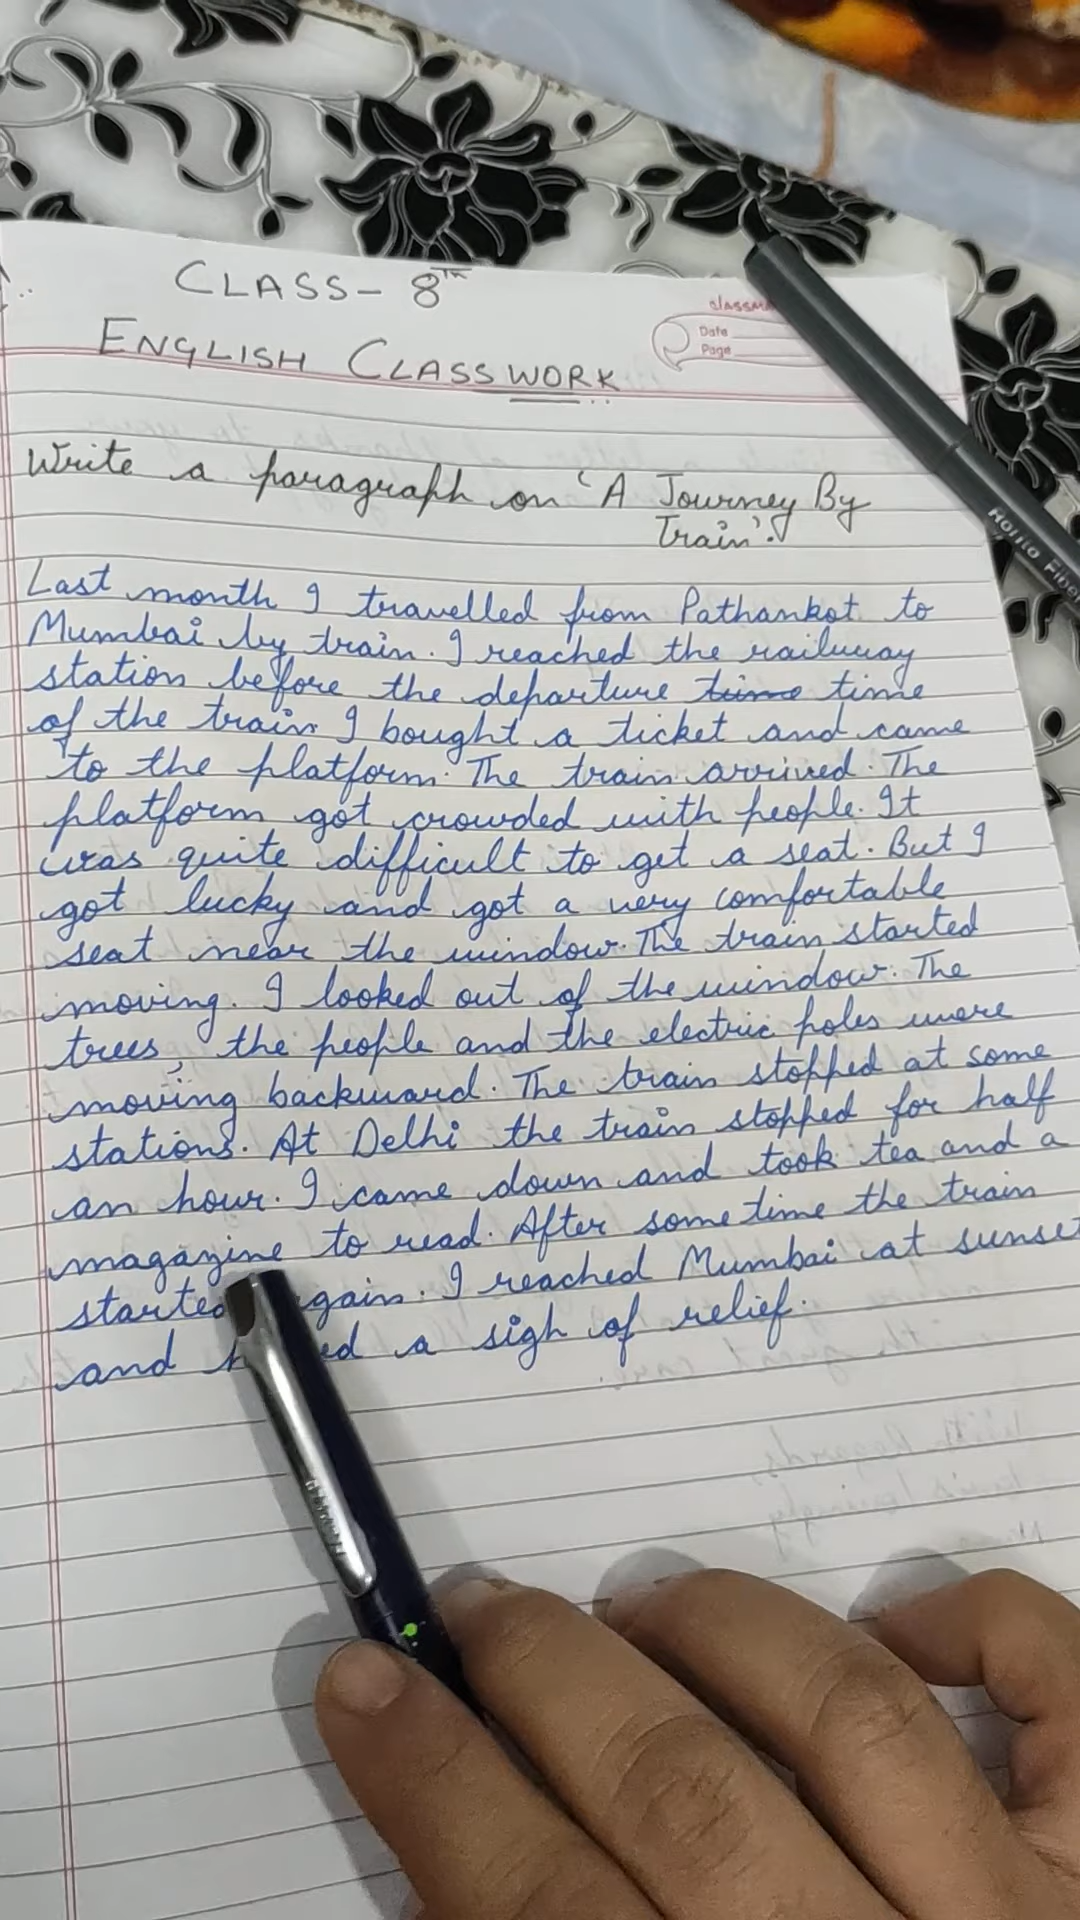 CLASS - 8TH
ENGLISH CLASSWORK
Date
Page
Write a paragraph on 'A Journey By
Train'.
Last month I travelled from Pathankot to
Mumbai by train. I reached the railway
station before the departure time time
of the train I bought a ticket and came
to the platform. The train arrived. The
platform got crowded with people. It
was quite difficult to get a seat. But I
got lucky and got a very comfortable
seat near the window. The train started
moving. I looked out of the window. The
trees, the people and the electric poles were
moving backward. The train stopped at some
stations. At Delhi the train stopped for half
an hour. I came down and took tea and a
magazine to read. After some time the train
started again. I reached Mumbai at sunset
and a sigh of relief.